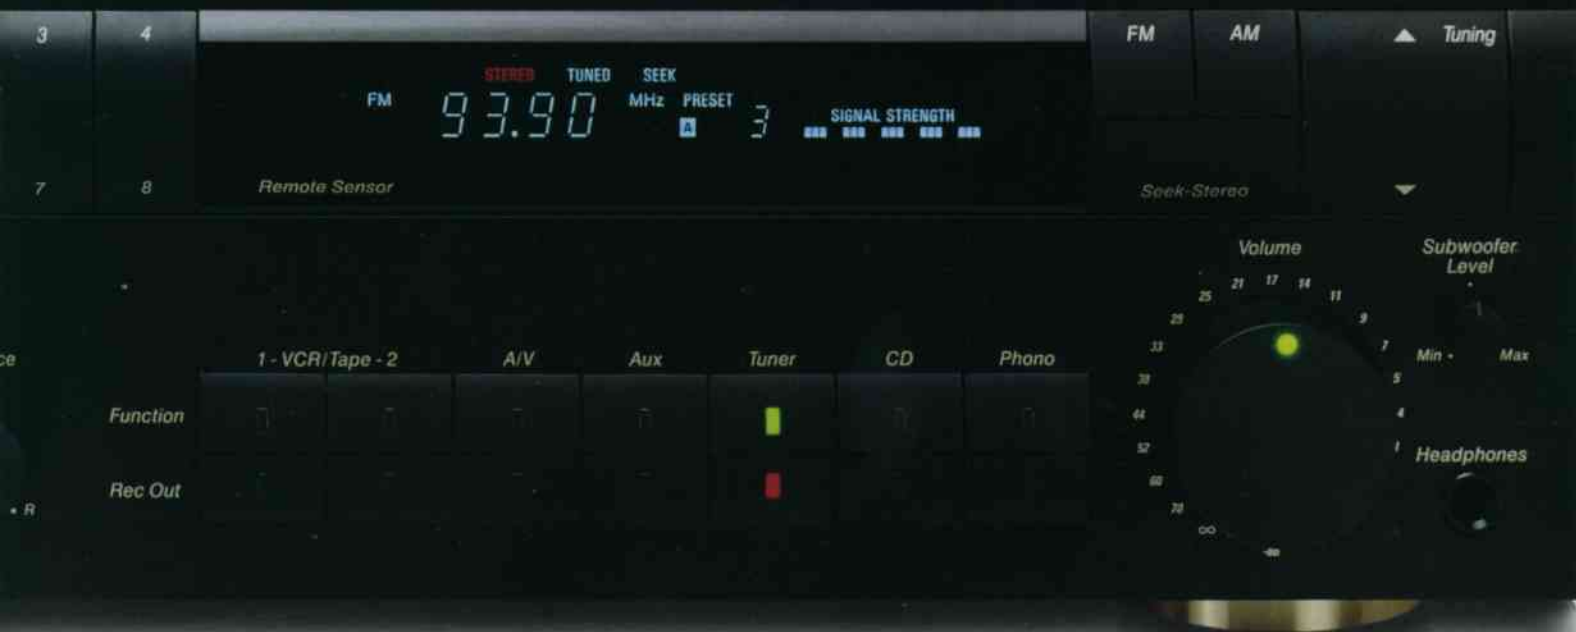 3 4 FM AM Tuning
STEREO TUNED SEEK
FM 93.90 MHz PRESET A 3 SIGNAL STRENGTH
7 8 Remote Sensor Seek-Stereo
Volume
Subwoofer
Level
Min Max
25 21 17 14 11
29 9
33 7
38 5
44 4
52 1
60
70
∞
1 - VCR/Tape - 2 A/V Aux Tuner CD Phono
Function
Rec Out
Headphones
R